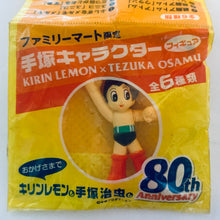 ファミリーマート限定
手塚キャラクター
フィギュア
KIRIN LEMON × TEZUKA OSAMU
全6種類
おかげさまで
キリンレモンと手塚治虫は
80th
Anniversary